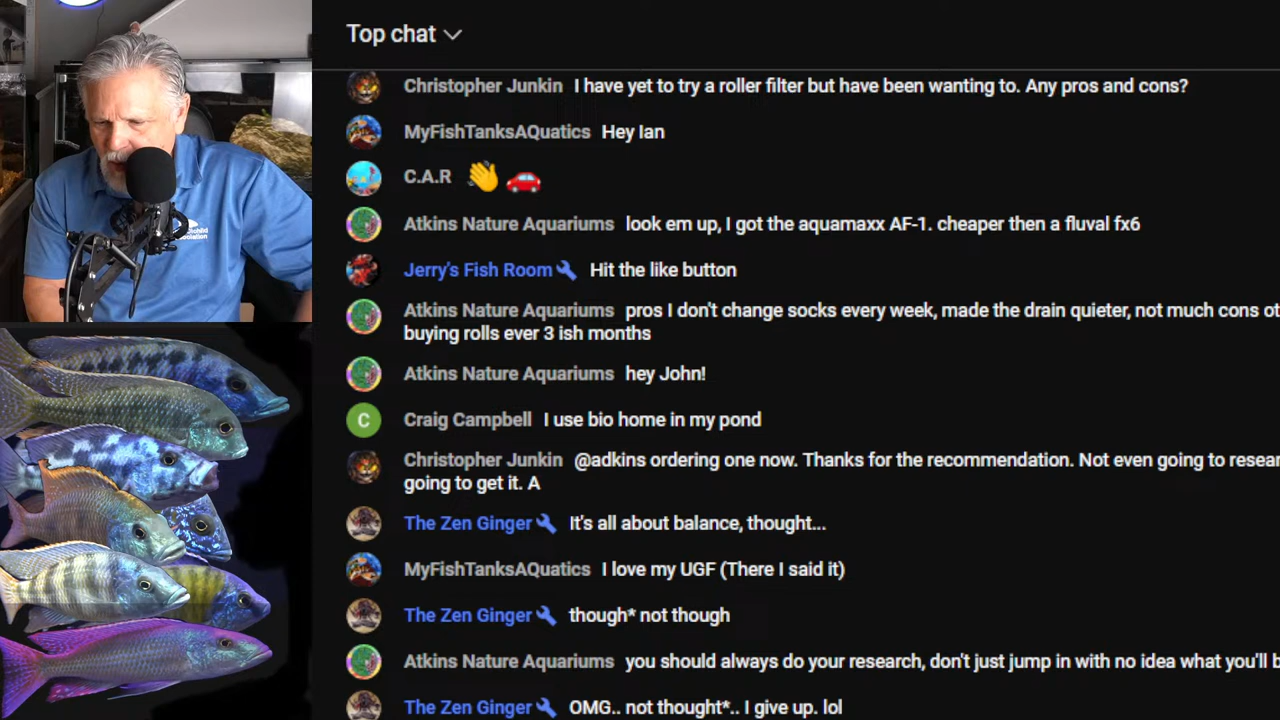 Top chat
Christopher Junkin I have yet to try a roller filter but have been wanting to. Any pros and cons?
MyFishTanksAQuatics Hey Ian
C.A.R 👋 🚗
Atkins Nature Aquariums look em up, I got the aquamaxx AF-1. cheaper then a fluval fx6
Jerry's Fish Room Hit the like button
Atkins Nature Aquariums pros I don't change socks every week, made the drain quieter, not much cons
buying rolls ever 3 ish months
Atkins Nature Aquariums hey John!
C Craig Campbell I use bio home in my pond
Christopher Junkin @adkins ordering one now. Thanks for the recommendation. Not even going to
going to get it. A
The Zen Ginger It's all about balance, thought...
MyFishTanksAQuatics I love my UGF (There I said it)
The Zen Ginger though* not though
Atkins Nature Aquariums you should always do your research, don't just jump in with no idea what you'll
The Zen Ginger OMG.. not thought*.. I give up. lol